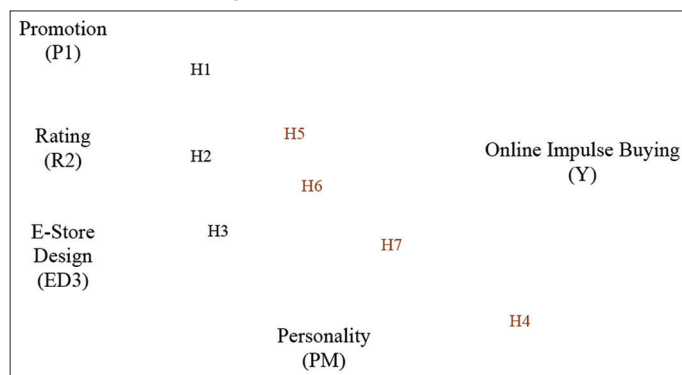 Promotion
(P1)
H1
Rating
(R2)
H2
H5
H6
Online Impulse Buying
(Y)
E-Store
Design
(ED3)
H3
H7
H4
Personality
(PM)